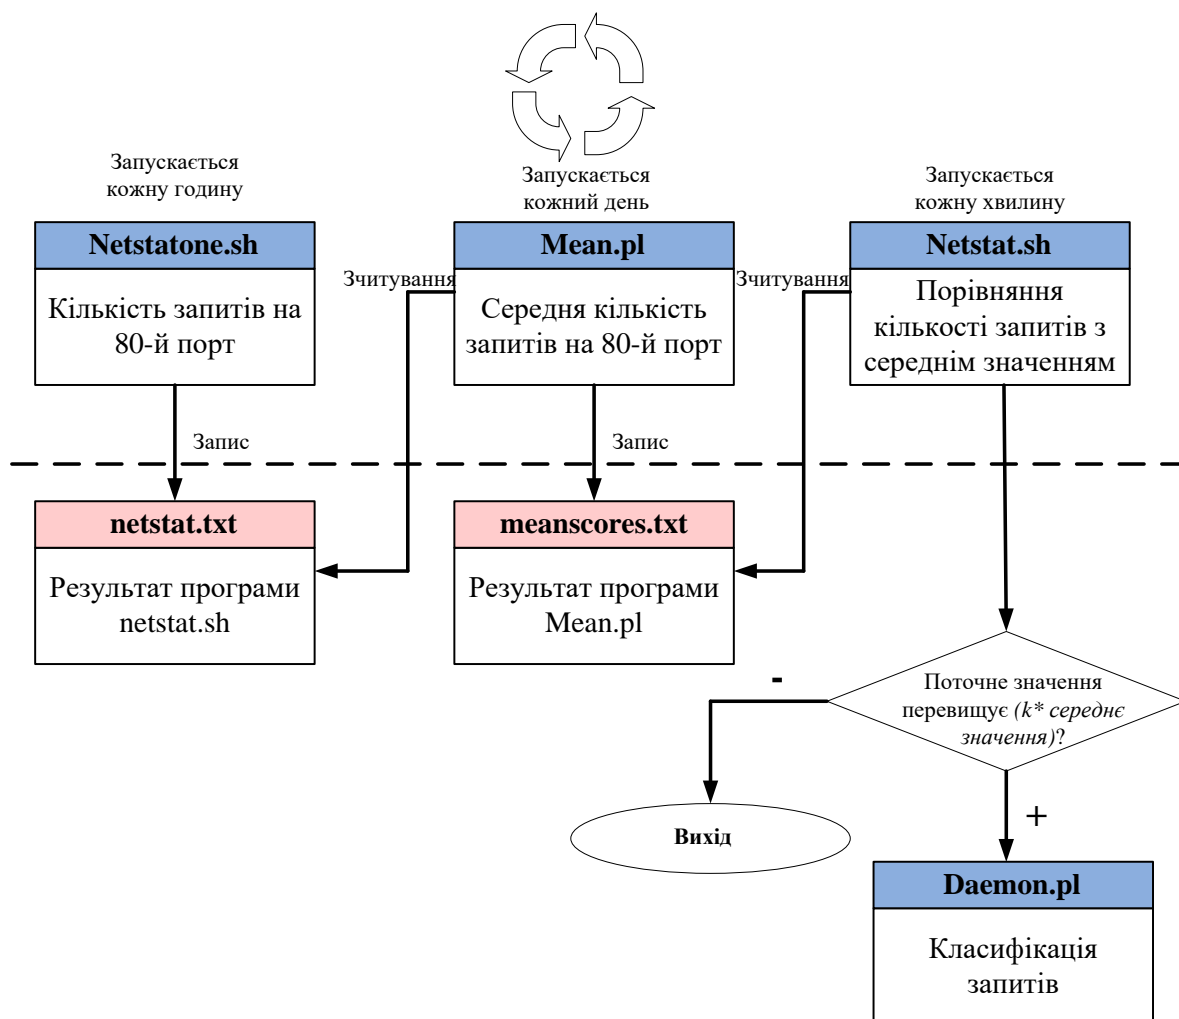 Запускається
кожну годину
Запускається
кожний день
Запускається
кожну хвилину
Netstatone.sh
Кількість запитів на
80-й порт
Зчитування
Mean.pl
Середня кількість
запитів на 80-й порт
Зчитування
Netstat.sh
Порівняння
кількості запитів з
середнім значенням
Запис
Запис
netstat.txt
Результат програми
netstat.sh
meanscores.txt
Результат програми
Mean.pl
Поточне значення
перевищує (k* середнє
значення)?
-
+
Вихід
Daemon.pl
Класифікація
запитів